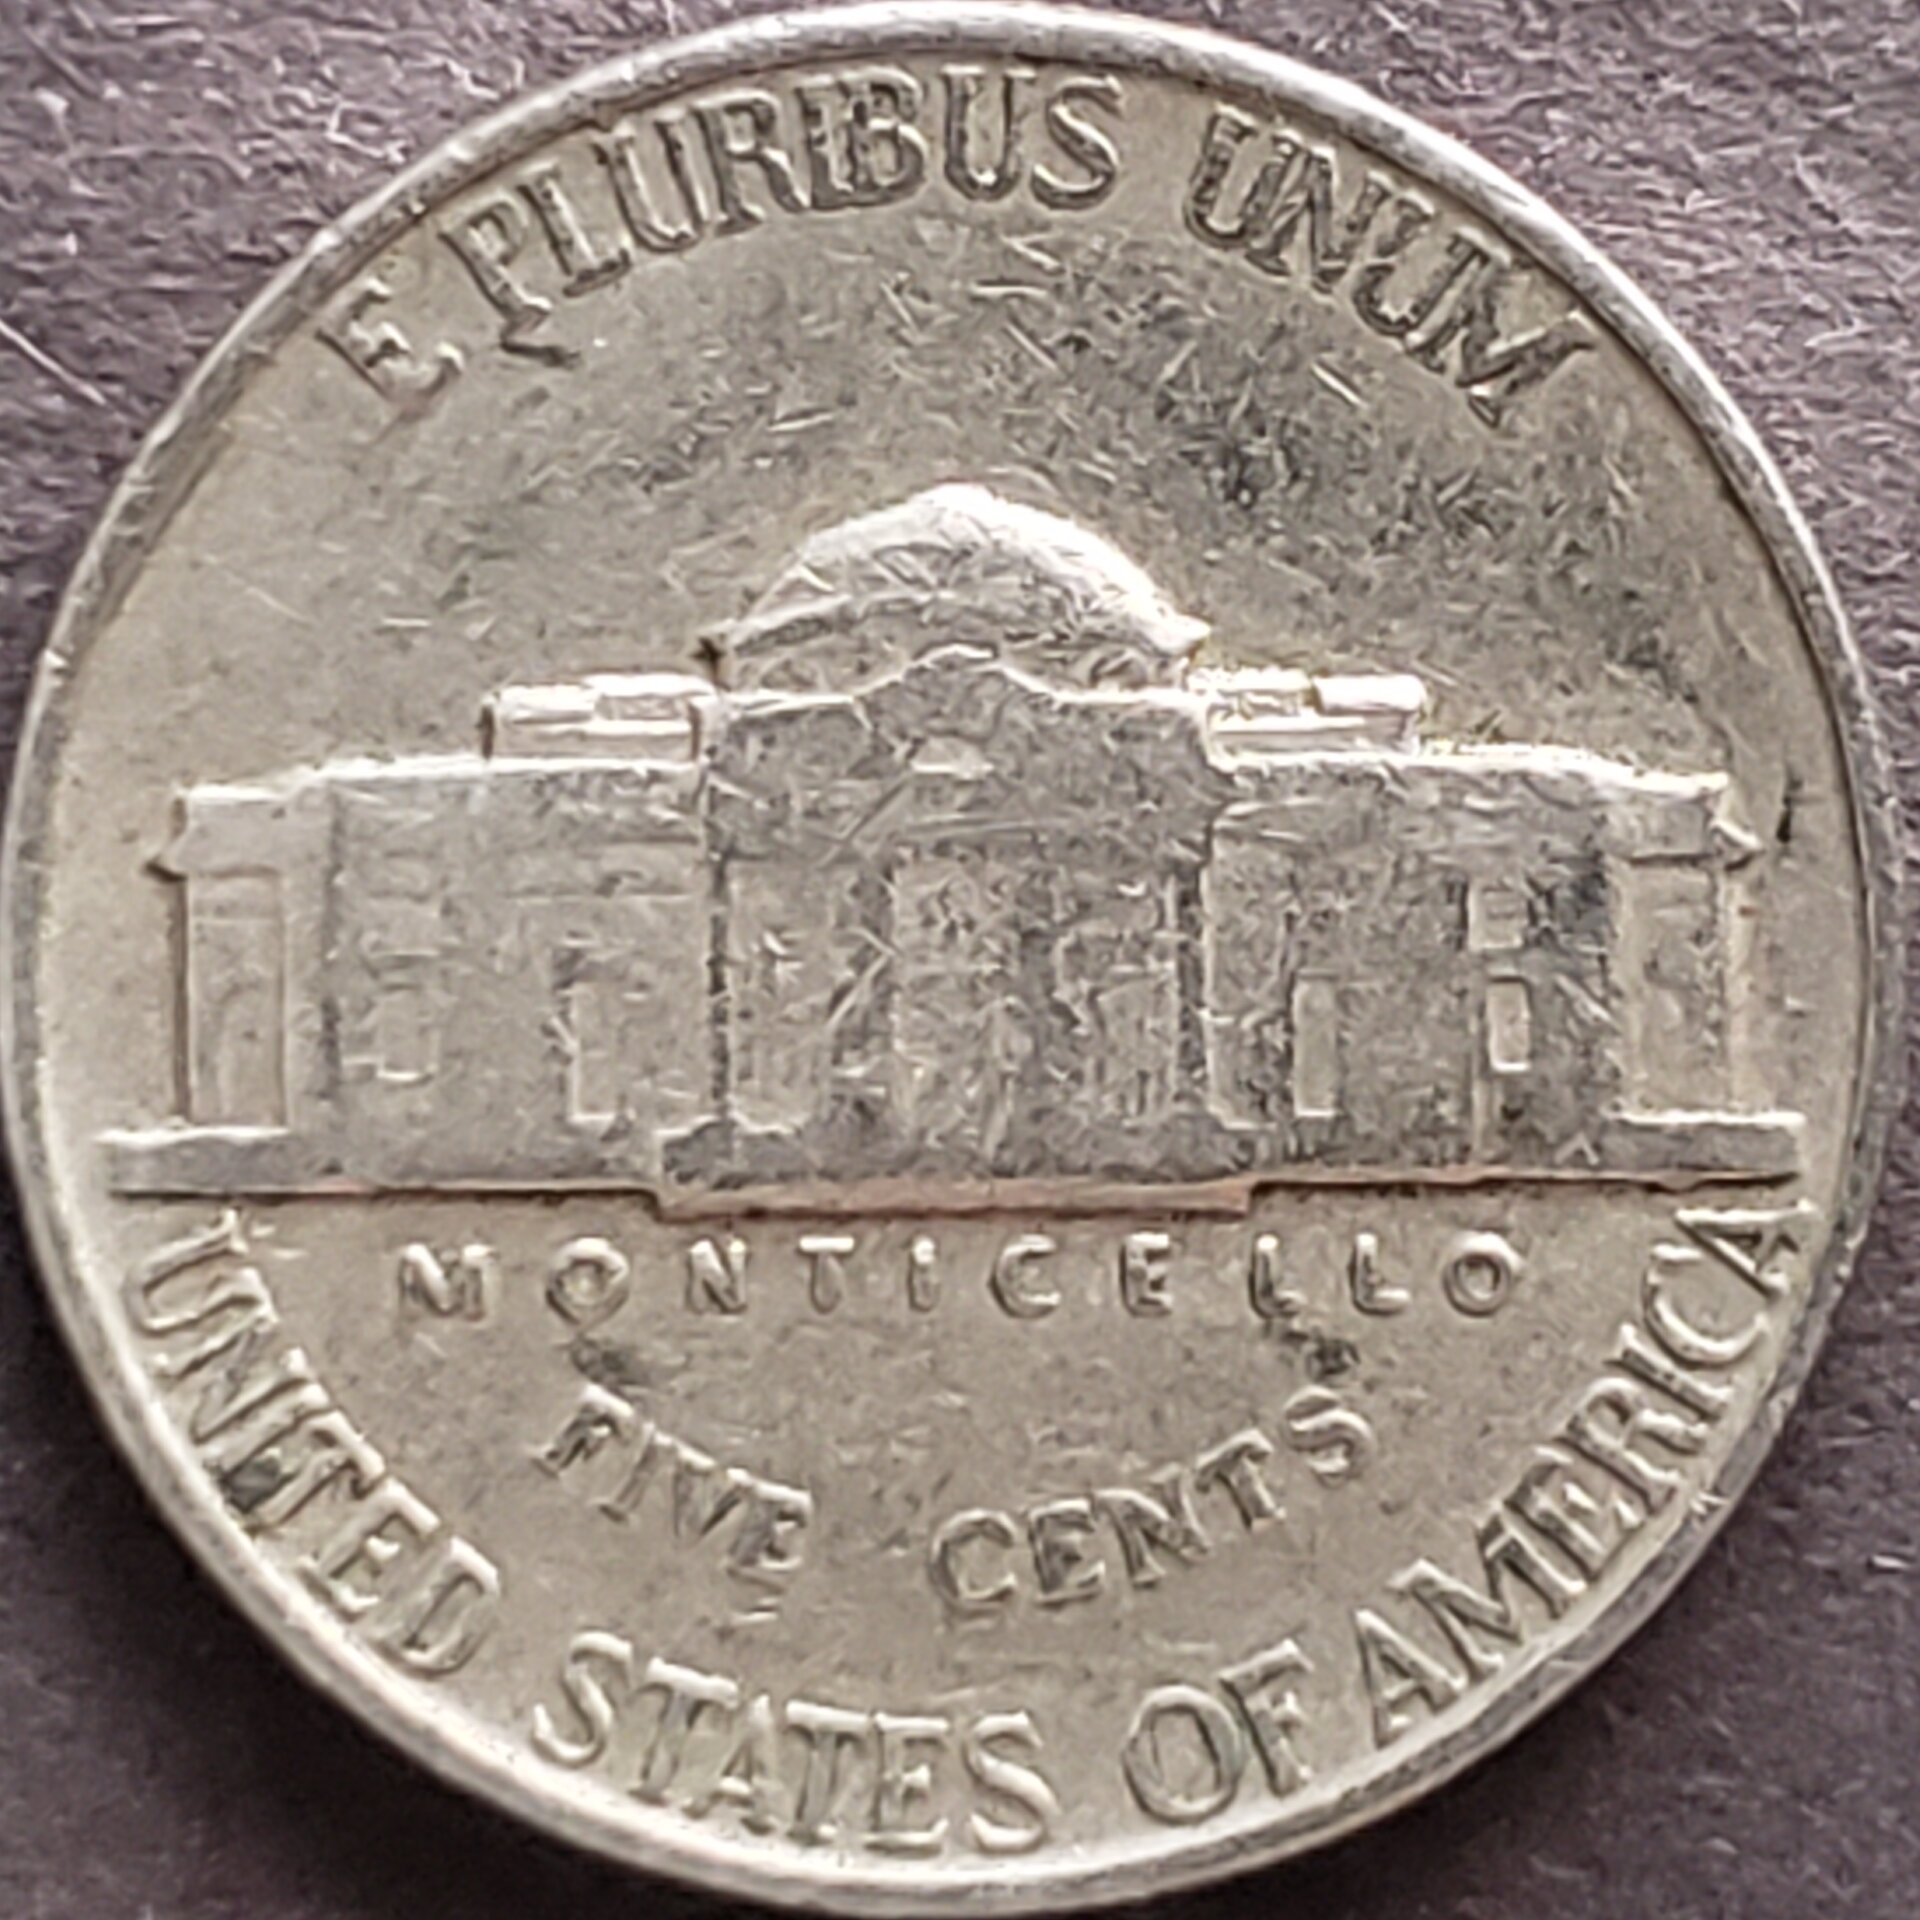 E PLURIBUS UNUM
MONTICELLO
FIVE CENTS
UNITED STATES OF AMERICA